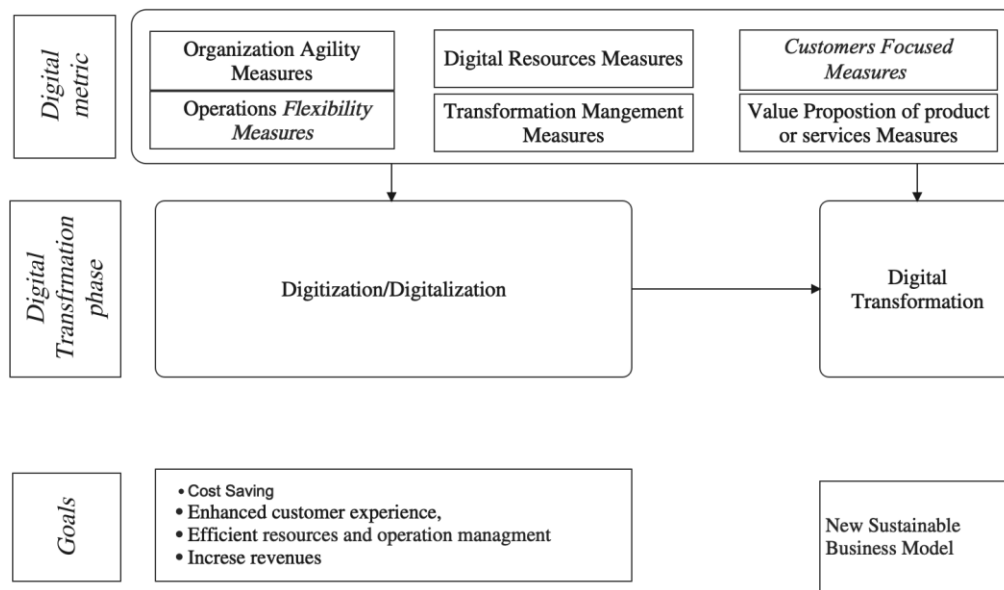 Digital
metric
Organization Agility
Measures
Operations Flexibility
Measures
Digital Resources Measures
Transformation Mangement
Measures
Customers Focused
Measures
Value Propostion of product
or services Measures
Digital
Transfrmation
phase
Digitization/Digitalization
Digital
Transformation
Goals
• Cost Saving
• Enhanced customer experience,
• Efficient resources and operation managment
• Increse revenues
New Sustainable
Business Model